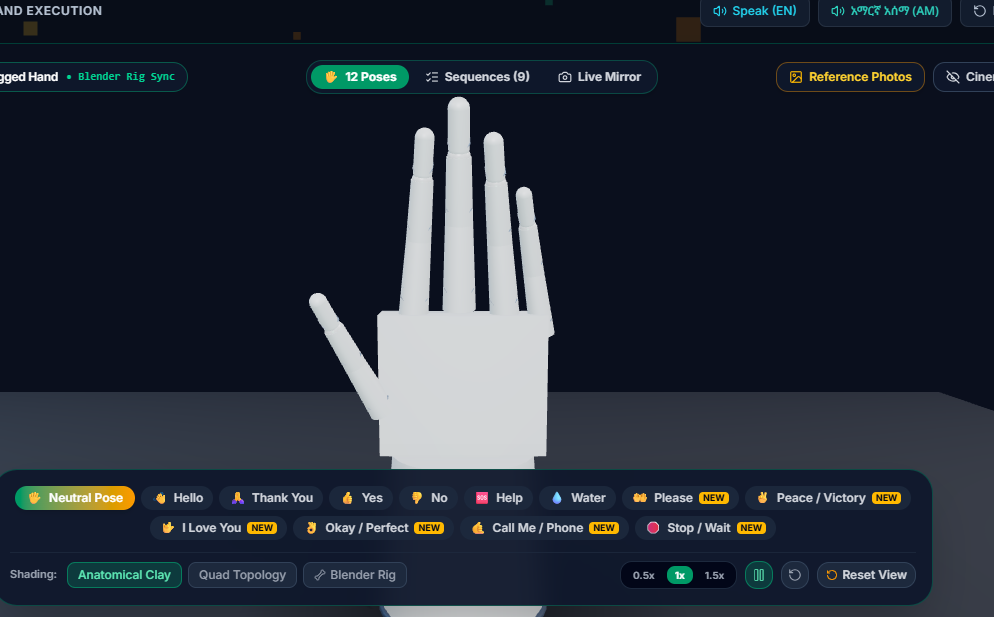 AND EXECUTION
Speak (EN)
አማርኛ አሰማ (AM)
gged Hand • Blender Rig Sync
12 Poses
Sequences (9)
Live Mirror
Reference Photos
Ciner
Neutral Pose
Hello
Thank You
Yes
No
SOS
Help
Water
Please NEW
Peace / Victory NEW
I Love You NEW
Okay / Perfect NEW
Call Me / Phone NEW
Stop / Wait NEW
Shading:
Anatomical Clay
Quad Topology
Blender Rig
0.5x
1x
1.5x
Reset View